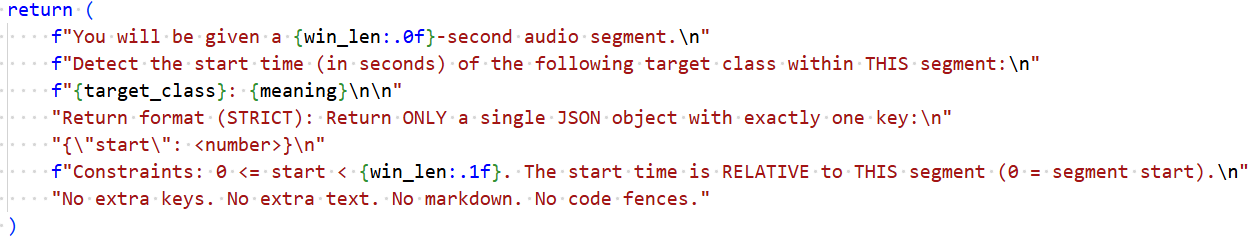 return (
    f"You will be given a {win_len:.0f}-second audio segment.\n"
    f"Detect the start time (in seconds) of the following target class within THIS segment:\n"
    f"{target_class}: {meaning}\n\n"
    "Return format (STRICT): Return ONLY a single JSON object with exactly one key:\n"
    "{\"start\": <number>}\n"
    f"Constraints: 0 <= start < {win_len:.1f}. The start time is RELATIVE to THIS segment (0 = segment start).\n"
    "No extra keys. No extra text. No markdown. No code fences."
)